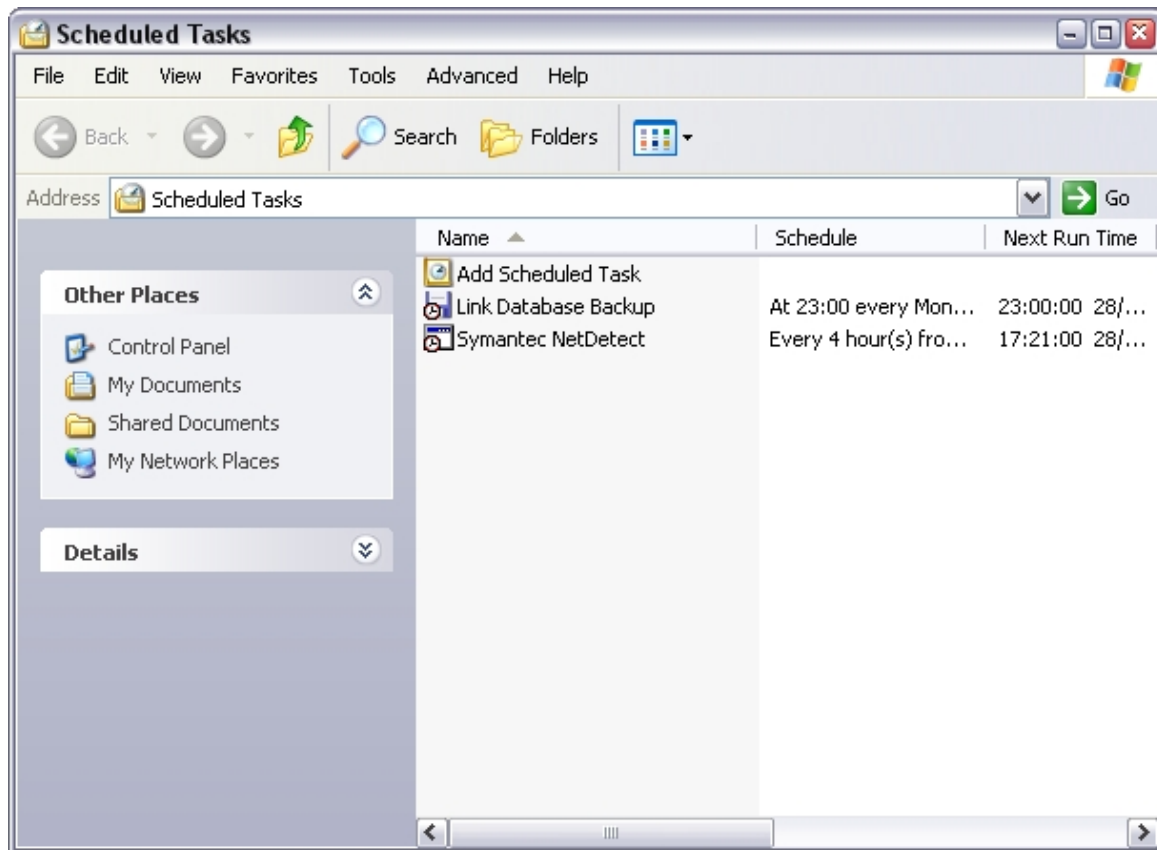 Scheduled Tasks
File Edit View Favorites Tools Advanced Help
Back Search Folders
Address Scheduled Tasks Go
Other Places
Control Panel
My Documents
Shared Documents
My Network Places
Details
Name Schedule Next Run Time
Add Scheduled Task
Link Database Backup At 23:00 every Mon... 23:00:00 28/...
Symantec NetDetect Every 4 hour(s) fro... 17:21:00 28/...